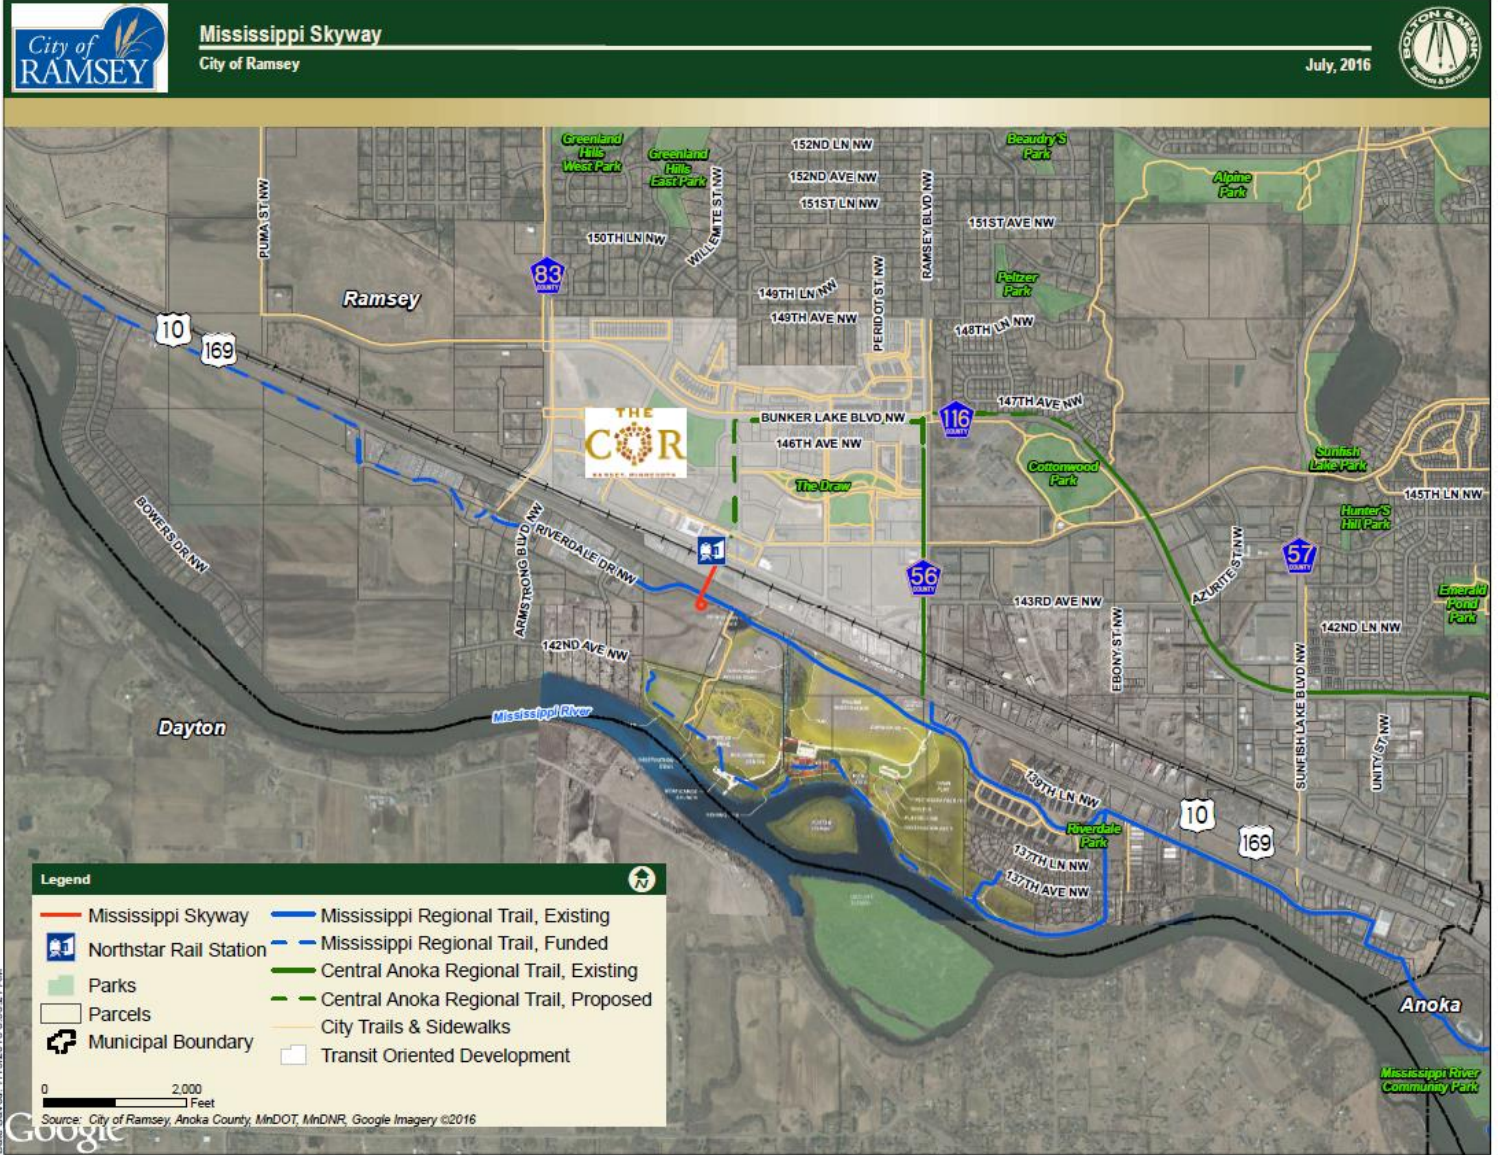 City of
RAMSEY
Mississippi Skyway
City of Ramsey
July, 2016
BOLTON & MENK
Engineers & Surveyors
Greenland
Hills
West Park
Greenland
Hills
East Park
152ND LN NW
152ND AVE NW
151ST LN NW
Beaudry'S
Park
Alpine
Park
PUMA ST NW
WILLEMITE ST NW
RAMSEY BLVD NW
151ST AVE NW
150TH LN NW
83
COUNTY
Peltzer
Park
Ramsey
149TH LN NW
149TH AVE NW
PERIDOT ST NW
148TH LN NW
10
169
147TH AVE NW
THE
COR
RAMSEY, MINNESOTA
BUNKER LAKE BLVD NW
116
COUNTY
146TH AVE NW
Cottonwood
Park
The Draw
Sunfish
Lake Park
145TH LN NW
Hunter'S
Hill Park
BOWERS DR NW
ARMSTRONG BLVD NW
RIVERDALE DR NW
56
COUNTY
57
COUNTY
AZURITE ST NW
143RD AVE NW
Emerald
Pond
Park
142ND AVE NW
EBONY ST NW
142ND LN NW
SUNFISH LAKE BLVD NW
UNITY ST NW
Dayton
Mississippi River
139TH LN NW
10
169
Riverdale
Park
137TH LN NW
137TH AVE NW
Anoka
Mississippi River
Community Park
Legend
N
Mississippi Skyway
Northstar Rail Station
Parks
Parcels
Municipal Boundary
Mississippi Regional Trail, Existing
Mississippi Regional Trail, Funded
Central Anoka Regional Trail, Existing
Central Anoka Regional Trail, Proposed
City Trails & Sidewalks
Transit Oriented Development
0 2,000
Feet
Source: City of Ramsey, Anoka County, MnDOT, MnDNR, Google Imagery ©2016
Google